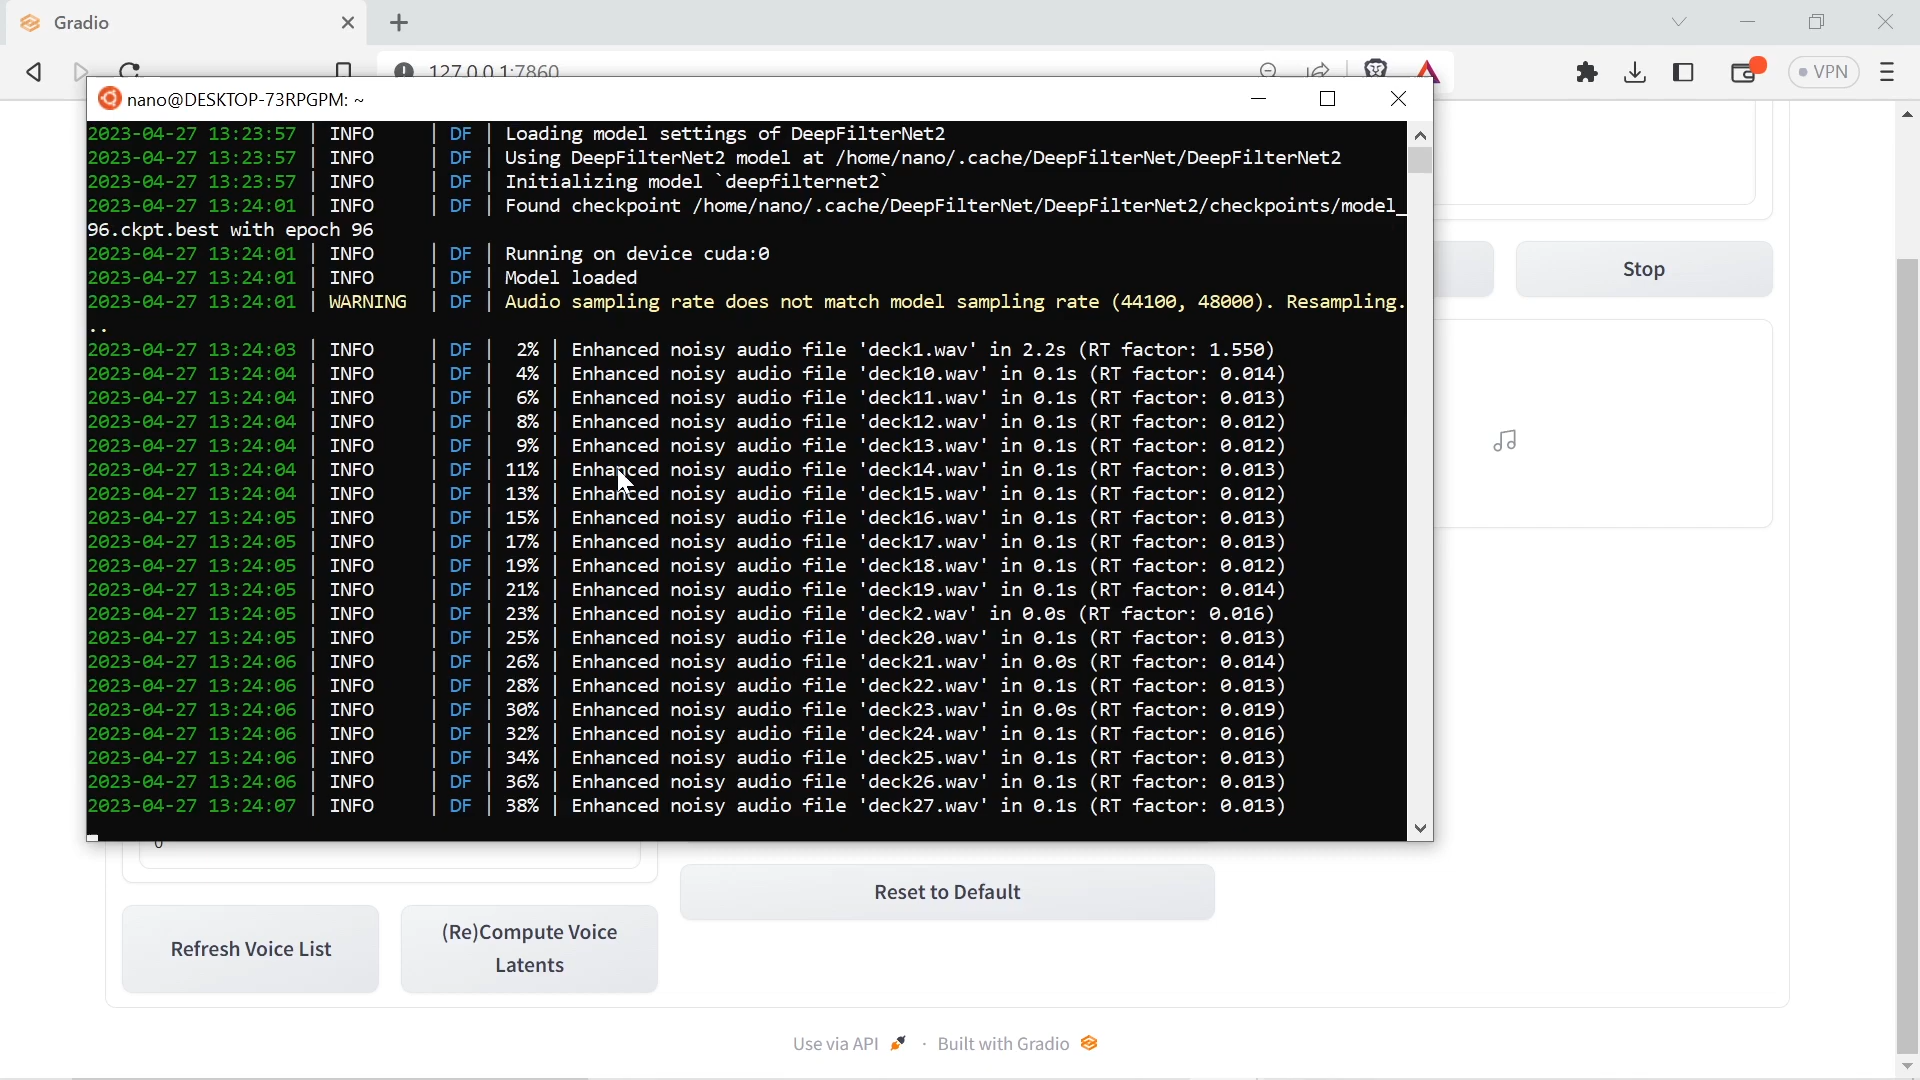 Gradio
127.0.0.1:7860
VPN
nano@DESKTOP-73RPGPM: ~
2023-04-27 13:23:57 | INFO | DF | Loading model settings of DeepFilterNet2
2023-04-27 13:23:57 | INFO | DF | Using DeepFilterNet2 model at /home/nano/.cache/DeepFilterNet/DeepFilterNet2
2023-04-27 13:23:57 | INFO | DF | Initializing model `deepfilternet2`
2023-04-27 13:24:01 | INFO | DF | Found checkpoint /home/nano/.cache/DeepFilterNet/DeepFilterNet2/checkpoints/model_
96.ckpt.best with epoch 96
2023-04-27 13:24:01 | INFO | DF | Running on device cuda:0
2023-04-27 13:24:01 | INFO | DF | Model loaded
2023-04-27 13:24:01 | WARNING | DF | Audio sampling rate does not match model sampling rate (44100, 48000). Resampling.
..
2023-04-27 13:24:03 | INFO | DF | 2% | Enhanced noisy audio file 'deck1.wav' in 2.2s (RT factor: 1.550)
2023-04-27 13:24:04 | INFO | DF | 4% | Enhanced noisy audio file 'deck10.wav' in 0.1s (RT factor: 0.014)
2023-04-27 13:24:04 | INFO | DF | 6% | Enhanced noisy audio file 'deck11.wav' in 0.1s (RT factor: 0.013)
2023-04-27 13:24:04 | INFO | DF | 8% | Enhanced noisy audio file 'deck12.wav' in 0.1s (RT factor: 0.012)
2023-04-27 13:24:04 | INFO | DF | 9% | Enhanced noisy audio file 'deck13.wav' in 0.1s (RT factor: 0.012)
2023-04-27 13:24:04 | INFO | DF | 11% | Enhanced noisy audio file 'deck14.wav' in 0.1s (RT factor: 0.013)
2023-04-27 13:24:04 | INFO | DF | 13% | Enhanced noisy audio file 'deck15.wav' in 0.1s (RT factor: 0.012)
2023-04-27 13:24:05 | INFO | DF | 15% | Enhanced noisy audio file 'deck16.wav' in 0.1s (RT factor: 0.013)
2023-04-27 13:24:05 | INFO | DF | 17% | Enhanced noisy audio file 'deck17.wav' in 0.1s (RT factor: 0.013)
2023-04-27 13:24:05 | INFO | DF | 19% | Enhanced noisy audio file 'deck18.wav' in 0.1s (RT factor: 0.012)
2023-04-27 13:24:05 | INFO | DF | 21% | Enhanced noisy audio file 'deck19.wav' in 0.1s (RT factor: 0.014)
2023-04-27 13:24:05 | INFO | DF | 23% | Enhanced noisy audio file 'deck2.wav' in 0.0s (RT factor: 0.016)
2023-04-27 13:24:05 | INFO | DF | 25% | Enhanced noisy audio file 'deck20.wav' in 0.1s (RT factor: 0.013)
2023-04-27 13:24:06 | INFO | DF | 26% | Enhanced noisy audio file 'deck21.wav' in 0.0s (RT factor: 0.014)
2023-04-27 13:24:06 | INFO | DF | 28% | Enhanced noisy audio file 'deck22.wav' in 0.1s (RT factor: 0.013)
2023-04-27 13:24:06 | INFO | DF | 30% | Enhanced noisy audio file 'deck23.wav' in 0.0s (RT factor: 0.019)
2023-04-27 13:24:06 | INFO | DF | 32% | Enhanced noisy audio file 'deck24.wav' in 0.1s (RT factor: 0.016)
2023-04-27 13:24:06 | INFO | DF | 34% | Enhanced noisy audio file 'deck25.wav' in 0.1s (RT factor: 0.013)
2023-04-27 13:24:06 | INFO | DF | 36% | Enhanced noisy audio file 'deck26.wav' in 0.1s (RT factor: 0.013)
2023-04-27 13:24:07 | INFO | DF | 38% | Enhanced noisy audio file 'deck27.wav' in 0.1s (RT factor: 0.013)
Stop
0
Reset to Default
Refresh Voice List
(Re)Compute Voice
Latents
Use via API · Built with Gradio